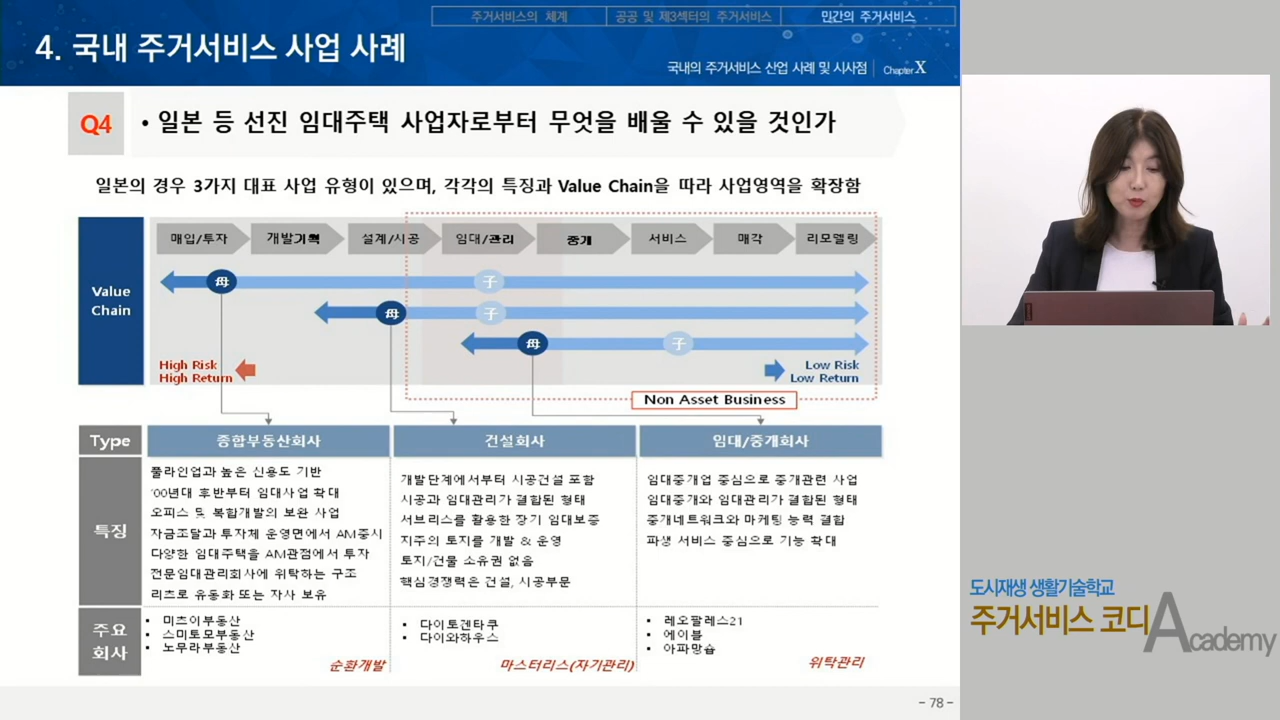 주거서비스의 체계
공공 및 제3섹터의 주거서비스
민간의 주거서비스
4. 국내 주거서비스 사업 사례
국내의 주거서비스 산업 사례 및 시사점
Chapter X
Q4
• 일본 등 선진 임대주택 사업자로부터 무엇을 배울 수 있을 것인가
일본의 경우 3가지 대표 사업 유형이 있으며, 각각의 특징과 Value Chain을 따라 사업영역을 확장함
Value
Chain
매입/투자
개발기획
설계/시공
임대/관리
중개
서비스
매각
리모델링
母
子
母
子
母
子
High Risk
High Return
Low Risk
Low Return
Non Asset Business
Type
종합부동산회사
건설회사
임대/중개회사
특징
풀라인업과 높은 신용도 기반
'00년대 후반부터 임대사업 확대
오피스 및 복합개발의 보완 사업
자금조달과 투자체 운영면에서 AM중시
다양한 임대주택을 AM관점에서 투자
전문임대관리회사에 위탁하는 구조
리츠로 유동화 또는 자사 보유
개발단계에서부터 시공건설 포함
시공과 임대관리가 결합된 형태
서브리스를 활용한 장기 임대보증
지주의 토지를 개발 & 운영
토지/건물 소유권 없음
핵심경쟁력은 건설, 시공부문
임대중개업 중심으로 중개관련 사업
임대중개와 임대관리가 결합된 형태
중개네트워크와 마케팅 능력 결합
파생 서비스 중심으로 기능 확대
주요
회사
• 미츠이부동산
• 스미토모부동산
• 노무라부동산
순환개발
• 다이토켄타쿠
• 다이와하우스
마스터리스(자기관리)
• 레오팔레스21
• 에이블
• 아파망숍
위탁관리
- 78 -
도시재생 생활기술학교
주거서비스 코디 Academy